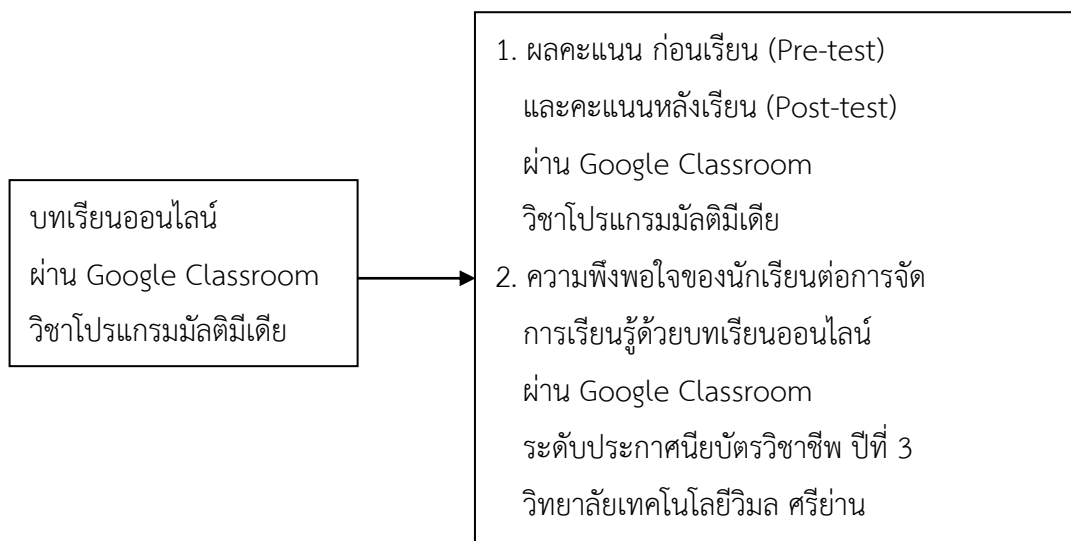 บทเรียนออนไลน์
ผ่าน Google Classroom
วิชาโปรแกรมมัลติมีเดีย
1. ผลคะแนน ก่อนเรียน (Pre-test)
และคะแนนหลังเรียน (Post-test)
ผ่าน Google Classroom
วิชาโปรแกรมมัลติมีเดีย
2. ความพึงพอใจของนักเรียนต่อการจัด
การเรียนรู้ด้วยบทเรียนออนไลน์
ผ่าน Google Classroom
ระดับประกาศนียบัตรวิชาชีพ ปีที่ 3
วิทยาลัยเทคโนโลยีวิมล ศรีย่าน